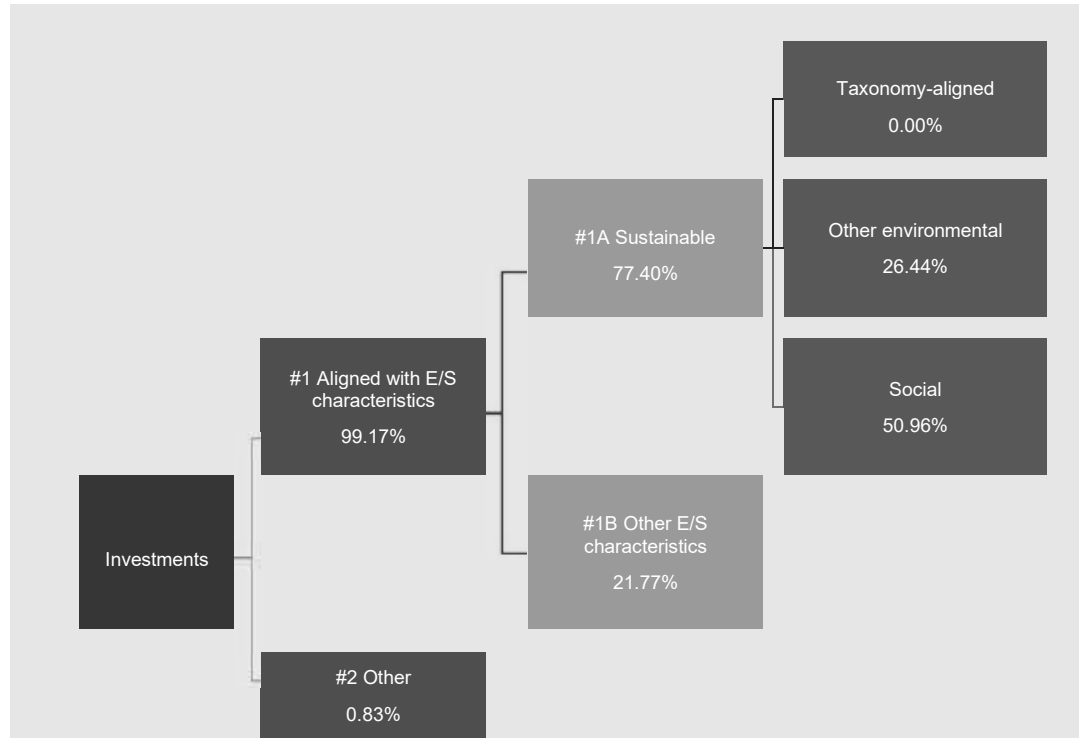 Taxonomy-aligned
0.00%
#1A Sustainable
77.40%
Other environmental
26.44%
#1 Aligned with E/S
characteristics
99.17%
Social
50.96%
Investments
#1B Other E/S
characteristics
21.77%
#2 Other
0.83%